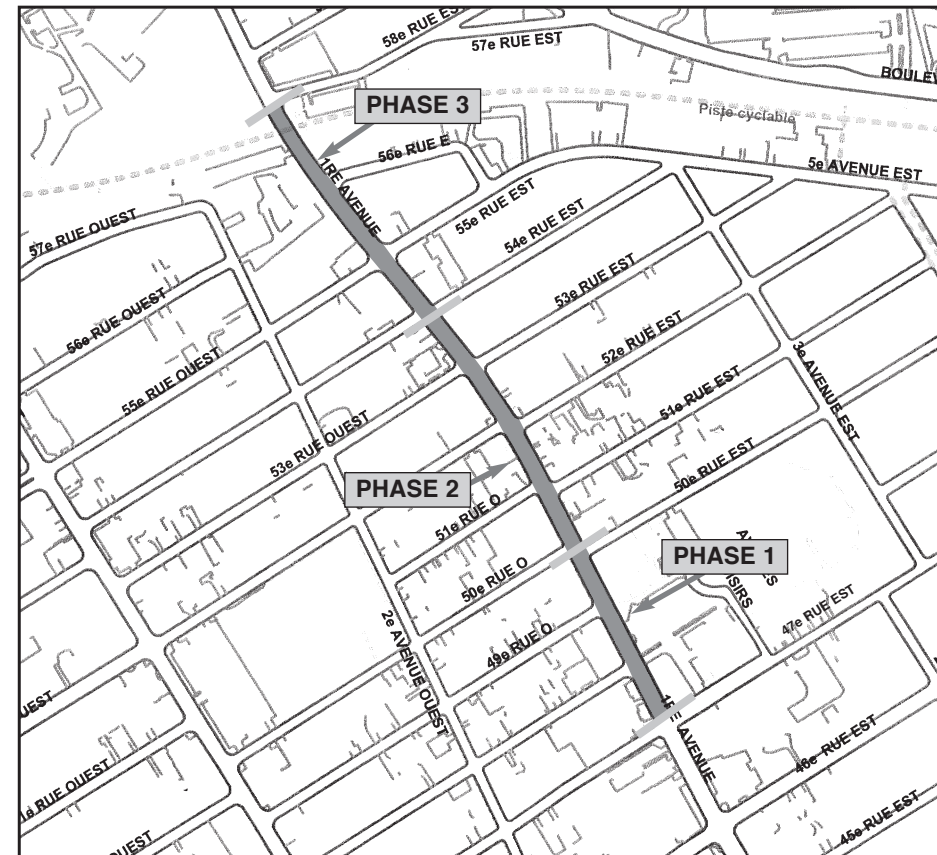 58e RUE ES
57e RUE EST
BOULEV
PHASE 3
Piste cyclable
56e RUE E
5e AVENUE EST
1RE AVENUE
55e RUE EST
57e RUE OUEST
54e RUE EST
53e RUE EST
56e RUE OUEST
52e RUE EST
55e RUE OUEST
3e AVENUE EST
51e RUE EST
53e RUE OUEST
50e RUE EST
PHASE 2
51e RUE O
PHASE 1
50e RUE O
47e RUE EST
49e RUE O
2e AVENUE OUEST
UEST
AVENUE
46e RUE EST
1e RUE OUEST
45e RUE EST
OUEST